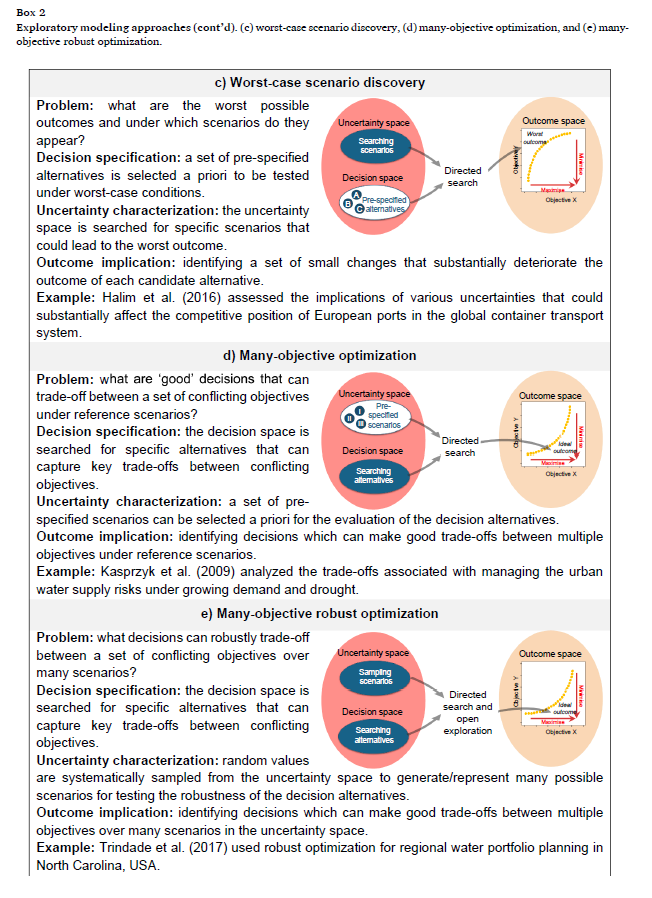 Box 2
Exploratory modeling approaches (cont'd). (c) worst-case scenario discovery, (d) many-objective optimization, and (e) many-
objective robust optimization.
c) Worst-case scenario discovery
Problem: what are the worst possible
outcomes and under which scenarios do they
appear?
Decision specification: a set of pre-specified
alternatives is selected a priori to be tested
under worst-case conditions.
Uncertainty characterization: the uncertainty
space is searched for specific scenarios that
could lead to the worst outcome.
Uncertainty space
Searching
scenarios
Decision space
A
B
C
Pre-specified
alternatives
Directed
search
Outcome space
Worst
outcome
Objective Y
Minimise
Maximise
Objective X
Outcome implication: identifying a set of small changes that substantially deteriorate the
outcome of each candidate alternative.
Example: Halim et al. (2016) assessed the implications of various uncertainties that could
substantially affect the competitive position of European ports in the global container transport
system.
d) Many-objective optimization
Problem: what are ‘good’ decisions that can
trade-off between a set of conflicting objectives
under reference scenarios?
Decision specification: the decision space is
searched for specific alternatives that can
capture key trade-offs between conflicting
objectives.
Uncertainty characterization: a set of pre-
Uncertainty space
I
II
III
Pre-
specified
scenarios
Decision space
Searching
alternatives
Directed
search
Outcome space
Objective Y
Minimise
Ideal
outcome
Maximise
Objective X
specified scenarios can be selected a priori for the evaluation of the decision alternatives.
Outcome implication: identifying decisions which can make good trade-offs between multiple
objectives under reference scenarios.
Example: Kasprzyk et al. (2009) analyzed the trade-offs associated with managing the urban
water supply risks under growing demand and drought.
e) Many-objective robust optimization
Problem: what decisions can robustly trade-off
between a set of conflicting objectives over
many scenarios?
Decision specification: the decision space is
searched for specific alternatives that can
capture key trade-offs between conflicting
objectives.
Uncertainty characterization: random values
Uncertainty space
Sampling
scenarios
Decision space
Searching
alternatives
Directed
search and
open
exploration
Outcome space
Objective Y
Minimise
Ideal
outcome
Maximise
Objective X
are systematically sampled from the uncertainty space to generate/represent many possible
scenarios for testing the robustness of the decision alternatives.
Outcome implication: identifying decisions which can make good trade-offs between multiple
objectives over many scenarios in the uncertainty space.
Example: Trindade et al. (2017) used robust optimization for regional water portfolio planning in
North Carolina, USA.